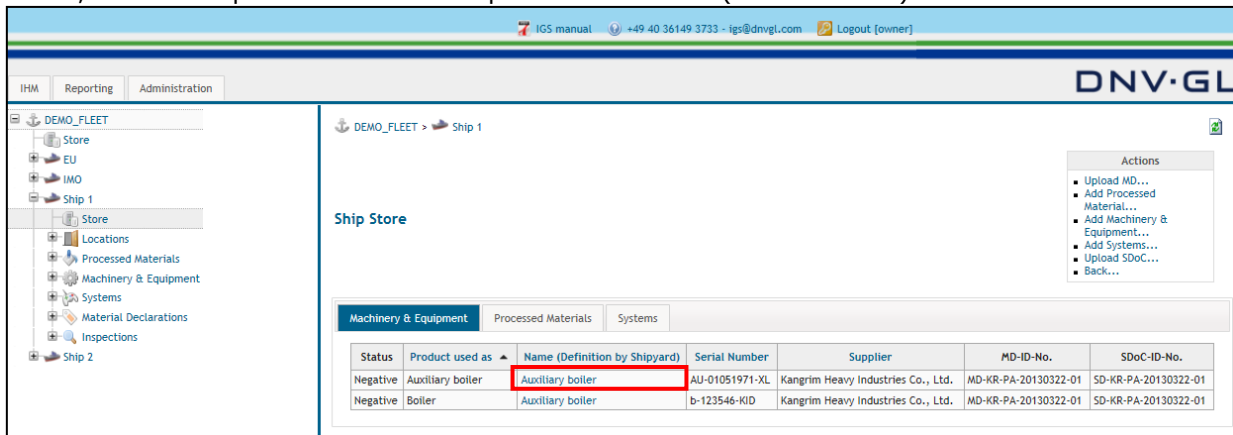 IGS manual +49 40 36149 3733 - igs@dnvgl.com Logout [owner]
IHM Reporting Administration
DNV·GL
DEMO_FLEET
Store
EU
IMO
Ship 1
Store
Locations
Processed Materials
Machinery & Equipment
Systems
Material Declarations
Inspections
Ship 2
DEMO_FLEET > Ship 1
Actions
Upload MD...
Add Processed
Material...
Add Machinery &
Equipment...
Add Systems...
Upload SDoC...
Back...
Ship Store
Machinery & Equipment Processed Materials Systems
Status Product used as Name (Definition by Shipyard) Serial Number Supplier MD-ID-No. SDoC-ID-No.
Negative Auxiliary boiler Auxiliary boiler AU-01051971-XL Kangrim Heavy Industries Co., Ltd. MD-KR-PA-20130322-01 SD-KR-PA-20130322-01
Negative Boiler Auxiliary boiler b-123546-KID Kangrim Heavy Industries Co., Ltd. MD-KR-PA-20130322-01 SD-KR-PA-20130322-01